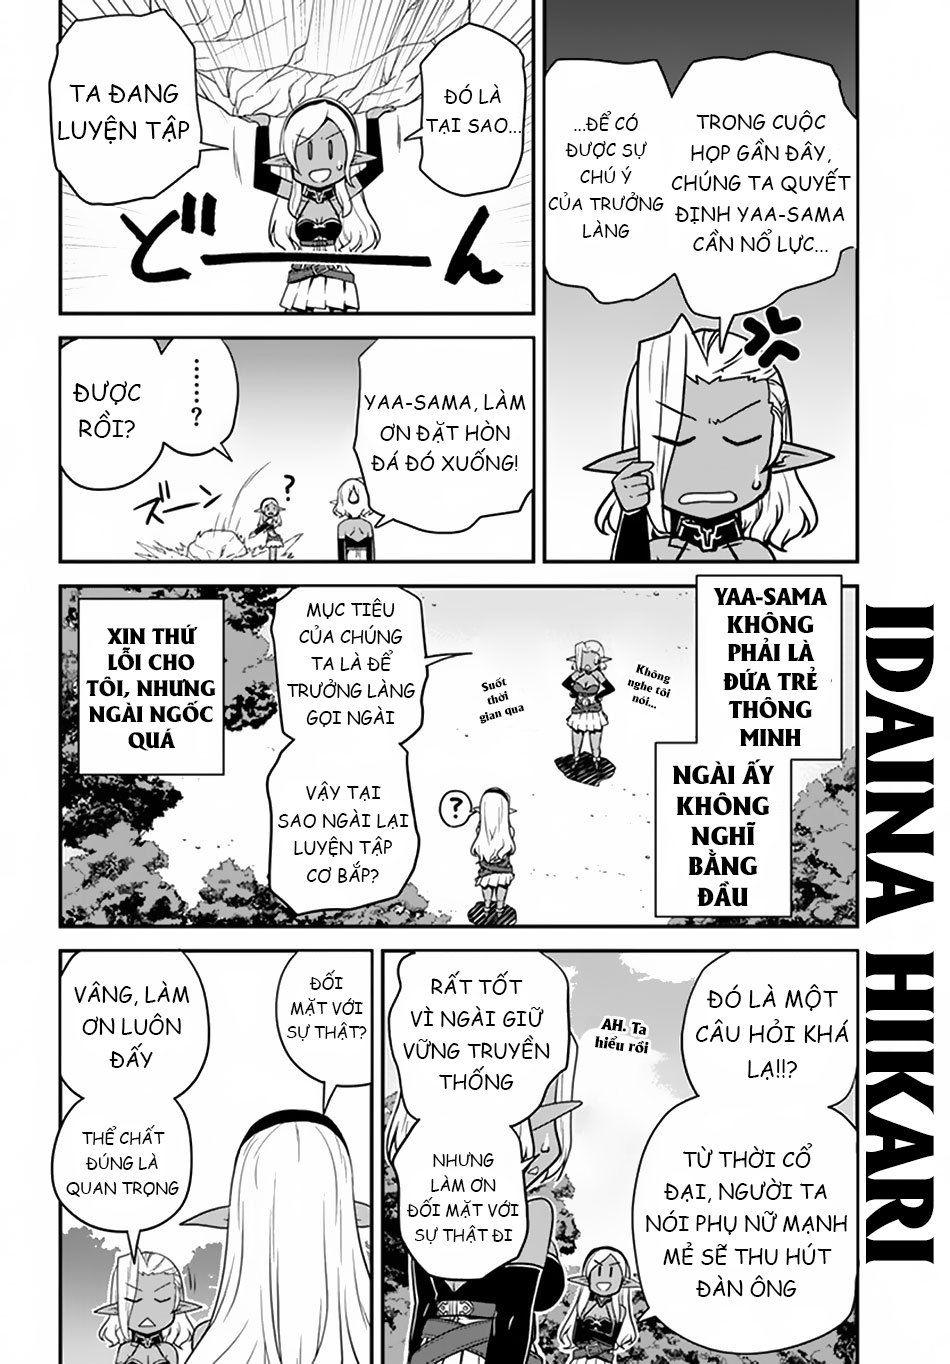 TRONG CUỘC
HỌP GẦN ĐÂY,
CHÚNG TA QUYẾT
ĐỊNH YAA-SAMA
CẦN NỔ LỰC...
...ĐỂ CÓ
ĐƯỢC SỰ
CHÚ Ý
CỦA TRƯỞNG
LÀNG
ĐÓ LÀ
TẠI SAO...
TA ĐANG
LUYỆN TẬP
どーん
YAA-SAMA, LÀM
ƠN ĐẶT HÒN
ĐÁ ĐÓ XUỐNG!
......?
ĐƯỢC
RỒI?
ズーン
?
YAA-SAMA
KHÔNG
PHẢI LÀ
ĐỨA TRẺ
THÔNG
MINH
NGÀI ẤY
KHÔNG
NGHĨ
BẰNG
ĐẦU
Không
nghe tôi
nói...
Suốt
thời
gian qua
?
MỤC TIÊU
CỦA CHÚNG
TA LÀ ĐỂ
TRƯỞNG LÀNG
GỌI NGÀI
VẬY TẠI
SAO NGÀI LẠI
LUYỆN TẬP
CƠ BẮP?
XIN THỨ
LỖI CHO
TÔI, NHƯNG
NGÀI NGỐC
QUÁ
ĐÓ LÀ MỘT
CÂU HỎI KHÁ
LẠ!!?
TỪ THỜI CỔ
ĐẠI, NGƯỜI TA
NÓI PHỤ NỮ MẠNH
MẺ SẼ THU HÚT
ĐÀN ÔNG
AH. Ta
hiểu rồi
RẤT TỐT
VÌ NGÀI GIỮ
VỮNG TRUYỀN
THỐNG
NHƯNG
LÀM ƠN
ĐỐI MẶT VỚI
SỰ THẬT ĐI
ĐỐI
MẶT VỚI
SỰ THẬT?
VÂNG, LÀM
ƠN LUÔN
ĐẤY
THỂ CHẤT
ĐÚNG LÀ
QUAN TRỌNG
IDAINA HIKARI